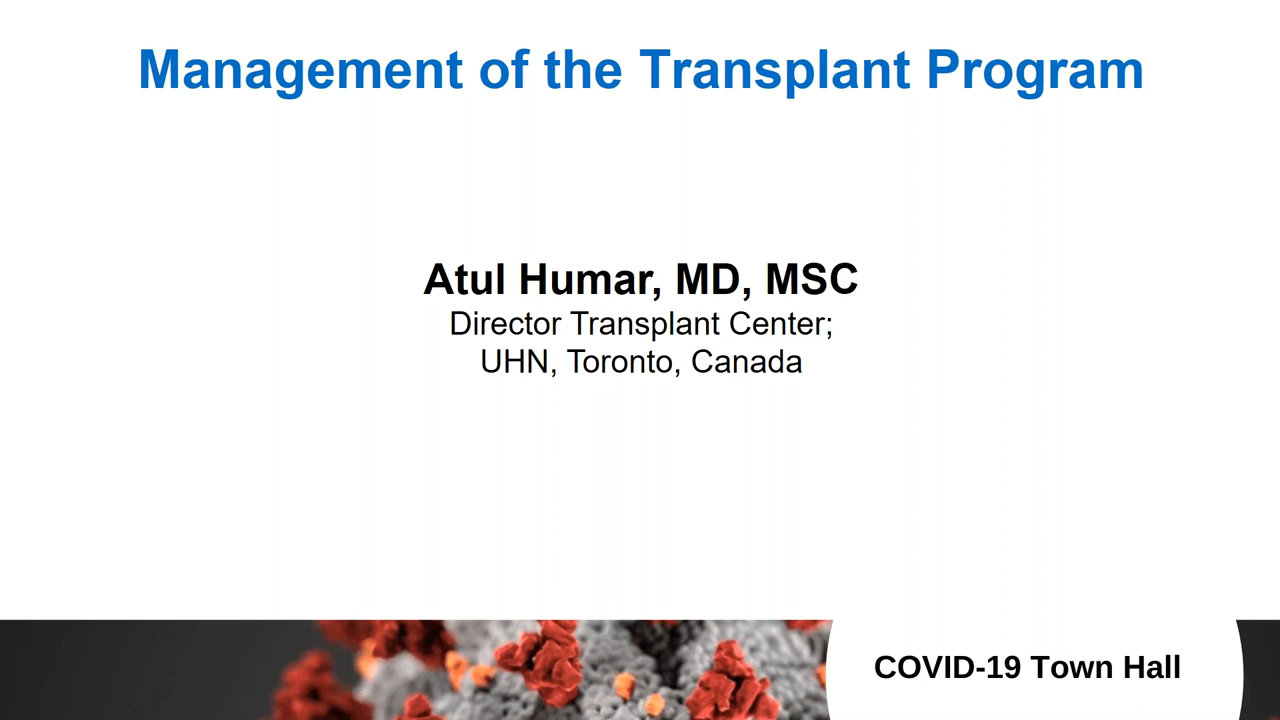 Management of the Transplant Program
Atul Humar, MD, MSC
Director Transplant Center;
UHN, Toronto, Canada
COVID-19 Town Hall